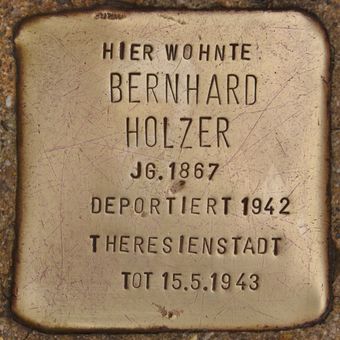 HIER WOHNTE
BERNHARD
HOLZER
JG. 1867
DEPORTIERT 1942
THERESIENSTADT
TOT 15.5.1943